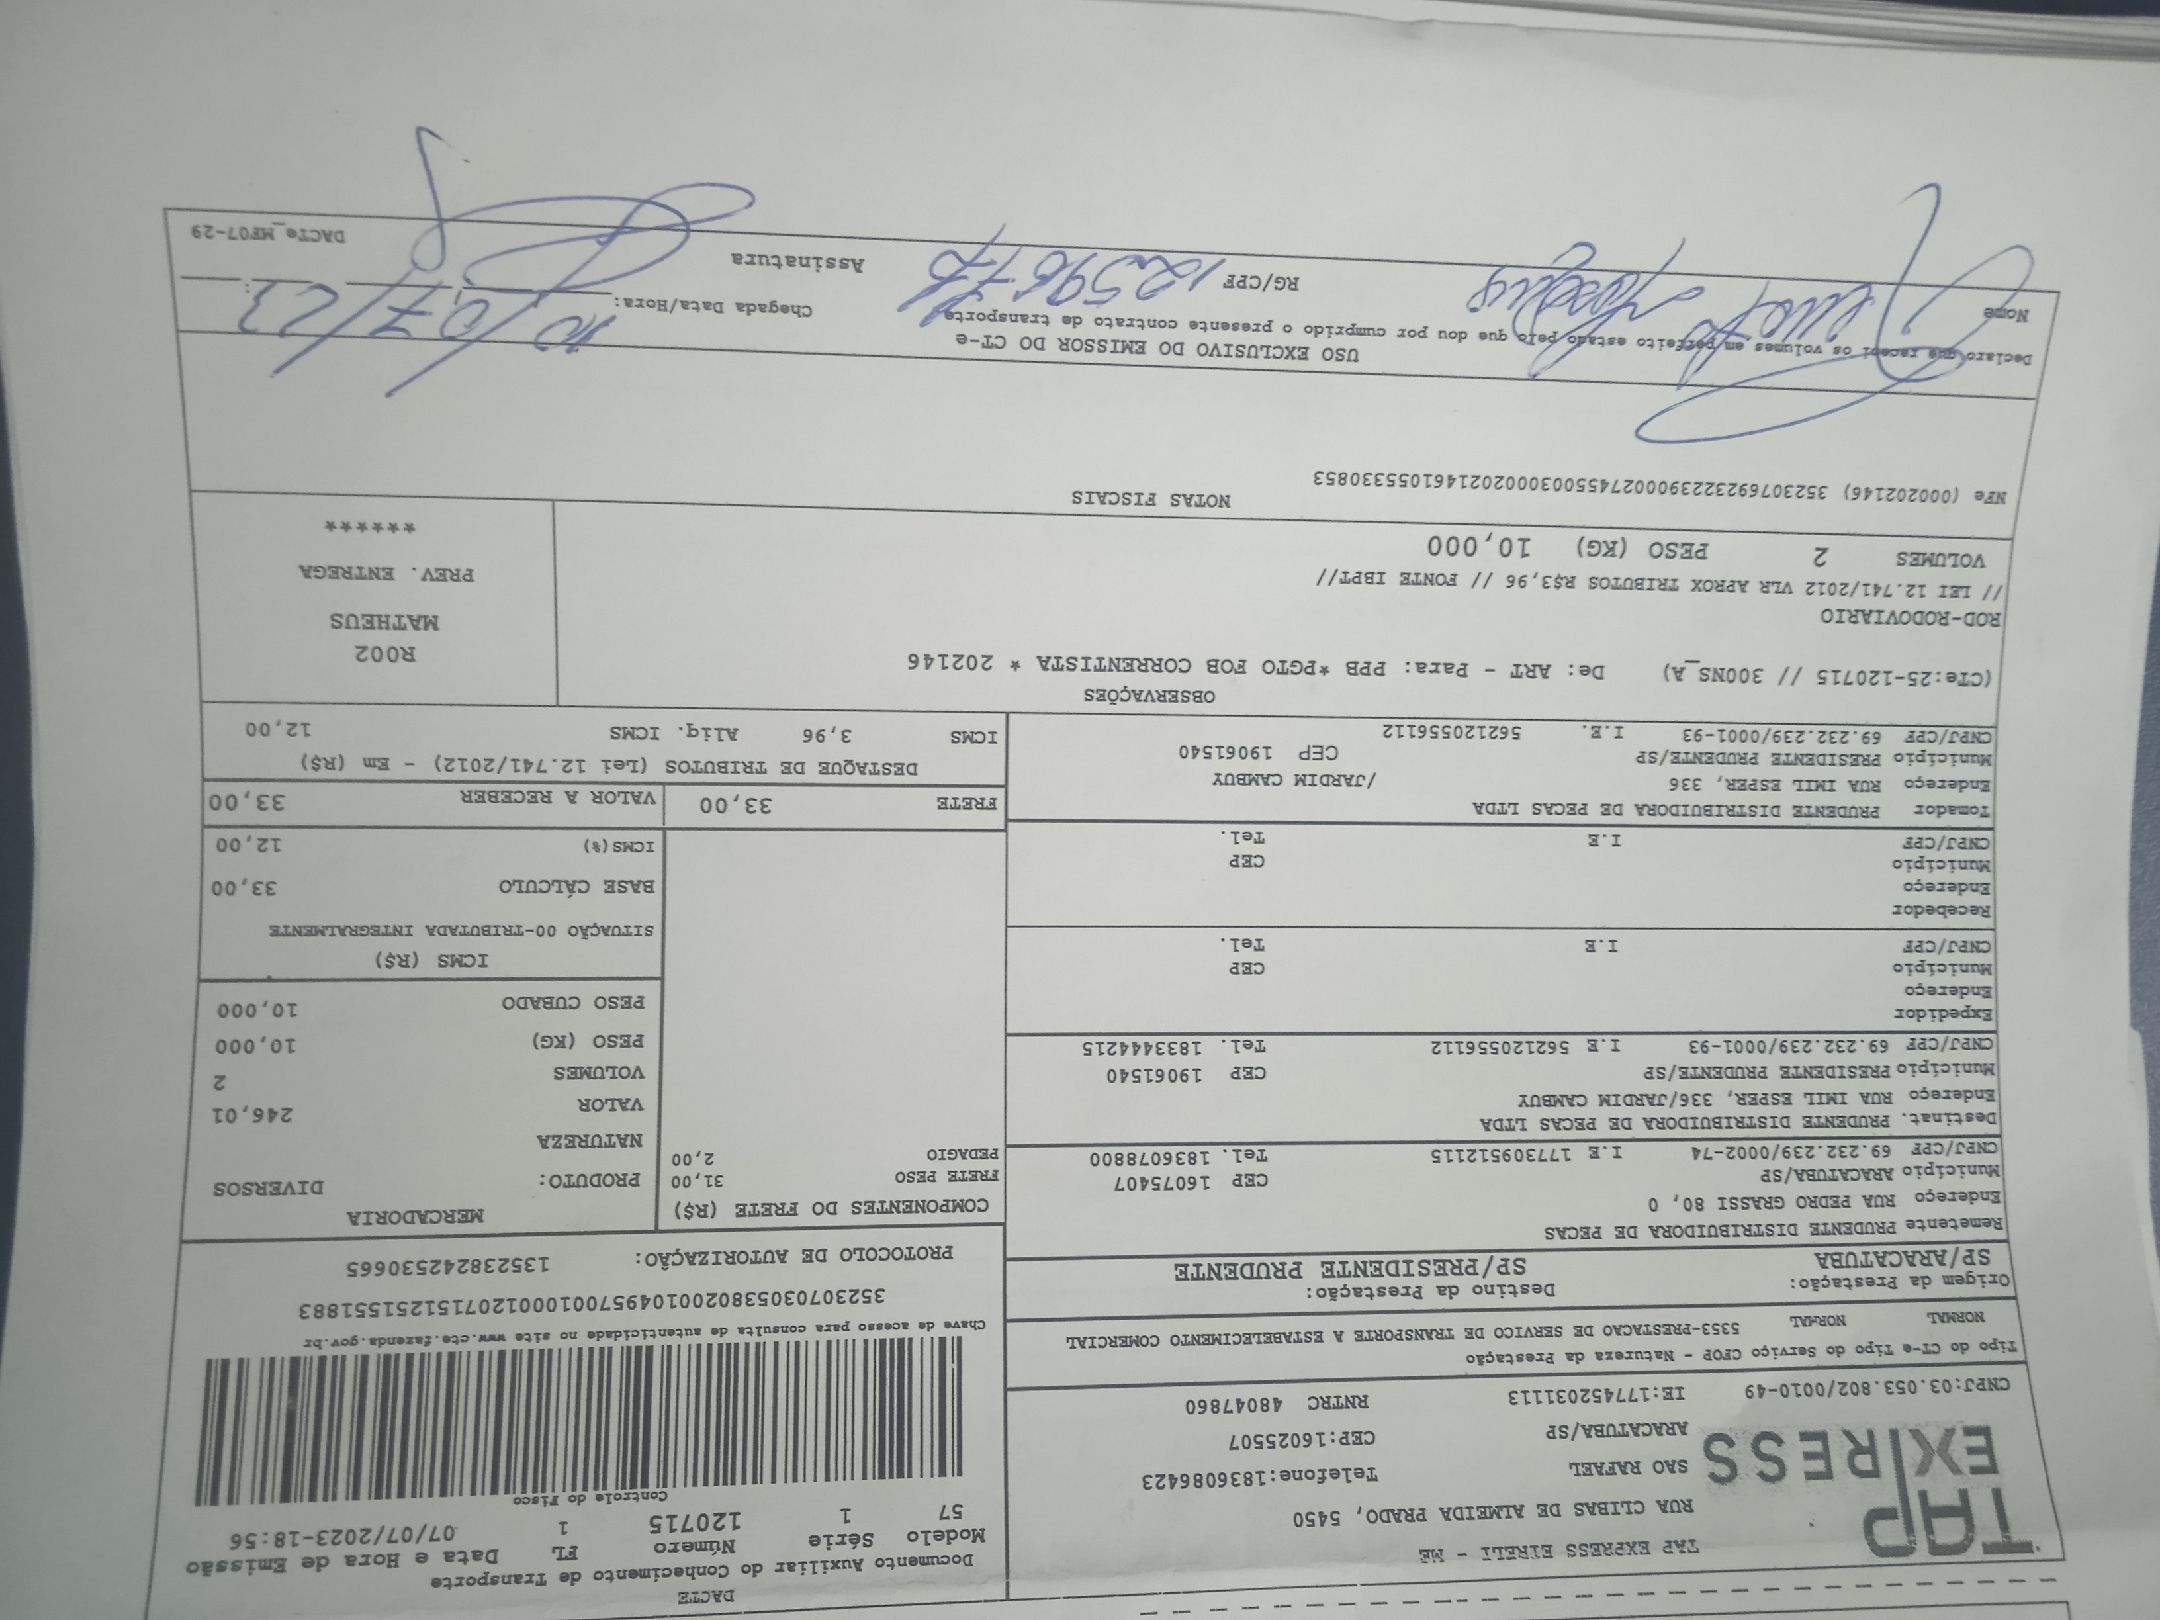 TAP
EXPRESS
TAP EXPRESS EIRELI - ME
RUA CLIBAS DE ALMEIDA PRADO, 5450
SAO RAFAEL Telefone:1836086423
ARACATUBA/SP CEP:16025507
CNPJ:03.053.802/0010-49 IE:177452031113 RNTRC 48047860
DACTE
Documento Auxiliar do Conhecimento de Transporte
Modelo Série Número FL Data e Hora de Emissão
57 1 120715 1 07/07/2023-18:56
Controle do Fisco
Chave de acesso para consulta de autenticidade no site www.cte.fazenda.gov.br
35230703053802001049570010001207151251551883
PROTOCOLO DE AUTORIZAÇÃO: 135238242530665
Tipo do CT-e Tipo do Serviço CFOP - Natureza da Prestação
NORMAL NORMAL 5353-PRESTACAO DE SERVICO DE TRANSPORTE A ESTABELECIMENTO COMERCIAL
Origem da Prestação: Destino da Prestação:
SP/ARACATUBA SP/PRESIDENTE PRUDENTE
Remetente PRUDENTE DISTRIBUIDORA DE PECAS
Endereço RUA PEDRO GRASSI 80, 0
Município ARACATUBA/SP CEP 16075407
CNPJ/CPF 69.232.239/0002-74 I.E 177309512115 Tel. 1836078800
Destinat. PRUDENTE DISTRIBUIDORA DE PECAS LTDA
Endereço RUA IMIL ESPER, 336/JARDIM CAMBUY
Município PRESIDENTE PRUDENTE/SP CEP 19061540
CNPJ/CPF 69.232.239/0001-93 I.E 562120556112 Tel. 1833444215
Expedidor
Endereço
Município CEP
CNPJ/CPF I.E Tel.
Recebedor
Endereço
Município CEP
CNPJ/CPF I.E Tel.
Tomador PRUDENTE DISTRIBUIDORA DE PECAS LTDA
Endereço RUA IMIL ESPER, 336 /JARDIM CAMBUY
Município PRESIDENTE PRUDENTE/SP CEP 19061540
CNPJ/CPF 69.232.239/0001-93 I.E. 562120556112
COMPONENTES DO FRETE (R$)
FRETE PESO 31,00
PEDAGIO 2,00
MERCADORIA
PRODUTO: DIVERSOS
NATUREZA
VALOR 246,01
VOLUMES 2
PESO (KG) 10,000
PESO CUBADO 10,000
ICMS (R$)
SITUAÇÃO 00-TRIBUTADA INTEGRALMENTE
BASE CÁLCULO 33,00
ICMS(%) 12,00
FRETE 33,00 VALOR A RECEBER 33,00
DESTAQUE DE TRIBUTOS (Lei 12.741/2012) - Em (R$)
ICMS 3,96 Aliq. ICMS 12,00
OBSERVAÇÕES
(CTe:25-120715 // 300NS_A) De: ART - Para: PPB *PGTO FOB CORRENTISTA * 202146
ROD-RODOVIARIO
// LEI 12.741/2012 VLR APROX TRIBUTOS R$3,96 // FONTE IBPT//
VOLUMES 2 PESO (KG) 10,000
R002
MATHEUS
PREV. ENTREGA
******
NOTAS FISCAIS
NFe (000202146) 35230769232239000274550030002021461055330853
USO EXCLUSIVO DO EMISSOR DO CT-e
Declaro que recebi os volumes em perfeito estado pelo que dou por cumprido o presente contrato de transporte
Chegada Data/Hora: 10/07/23
Nome RG/CPF Assinatura
DACTe_MF07-29